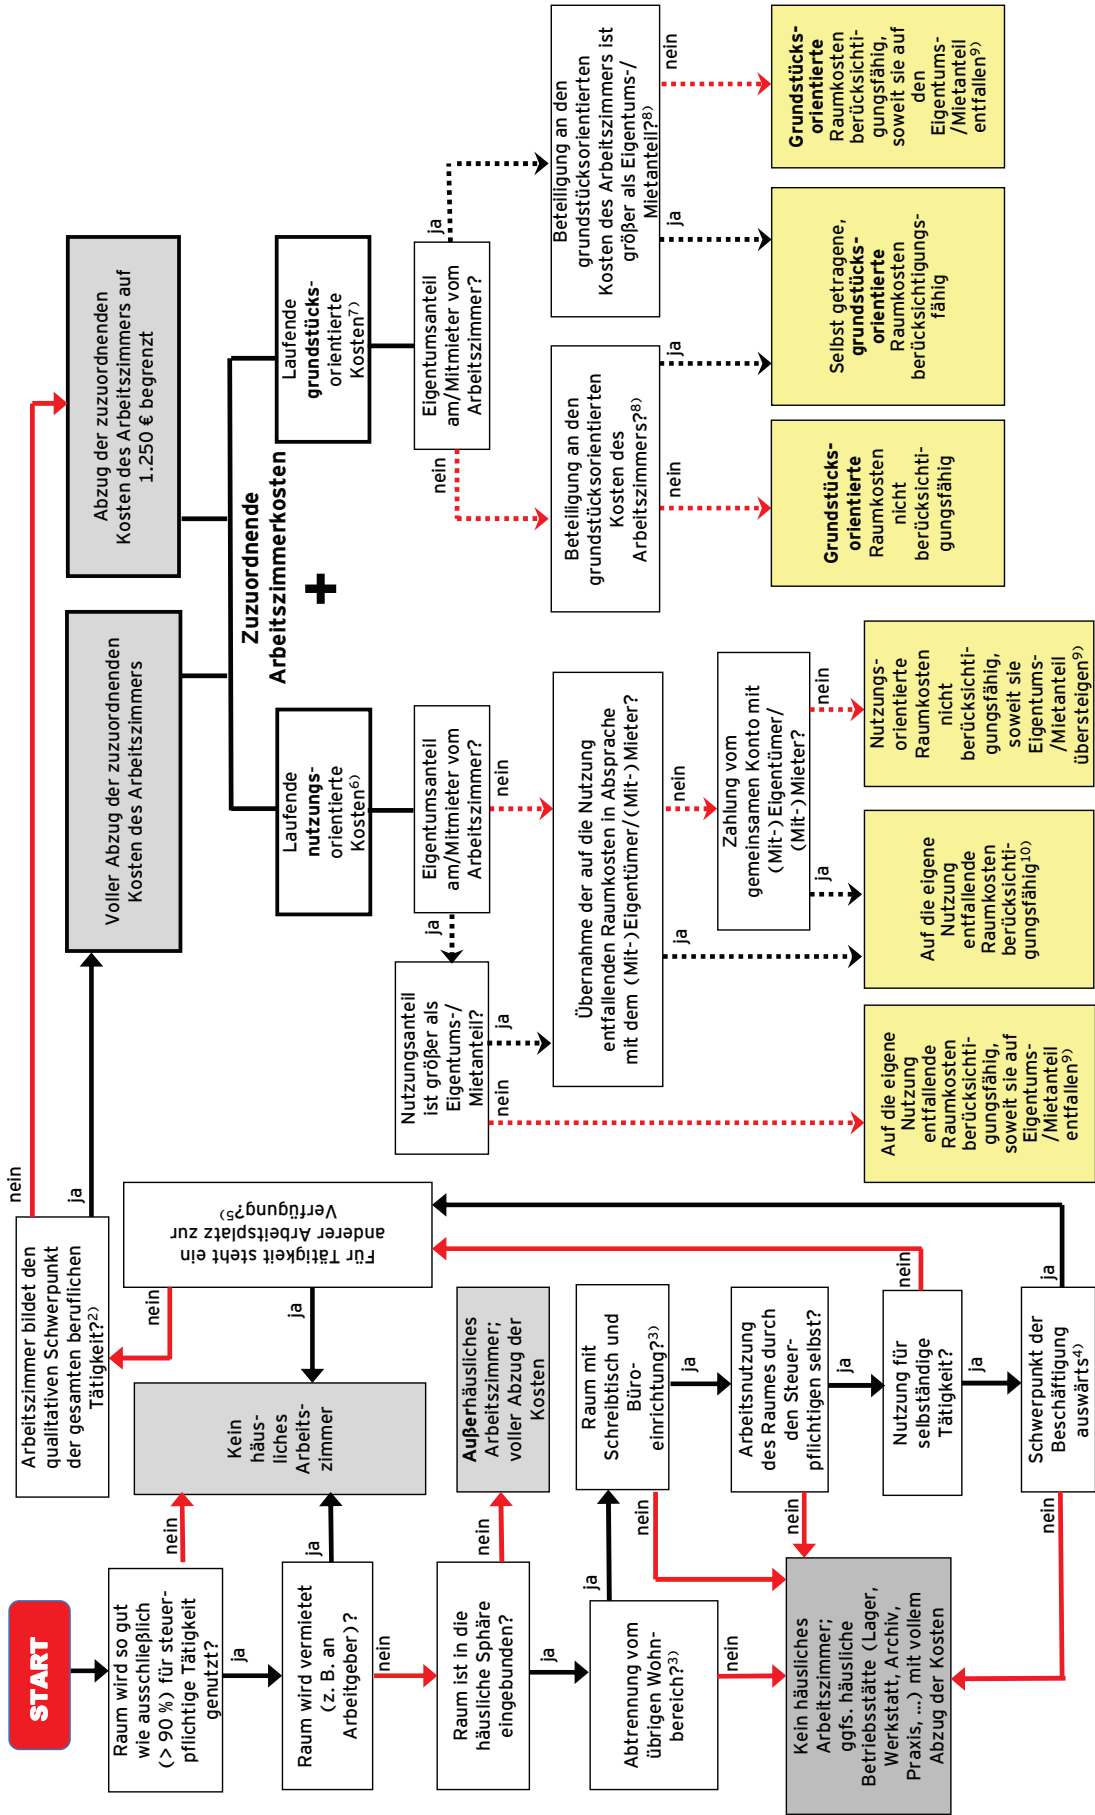 START
Raum wird so gut
wie ausschließlich
(> 90 %) für steuer-
pflichtige Tätigkeit
genutzt?
nein
ja
Raum wird vermietet
(z. B. an
Arbeitgeber)?
ja
nein
Raum ist in die
häusliche Sphäre
eingebunden?
nein
ja
Abtrennung vom
übrigen Wohn-
bereich?3)
ja
nein
Kein häusliches
Arbeitszimmer;
ggfs. häusliche
Betriebsstätte (Lager,
Werkstatt, Archiv,
Praxis, ...) mit vollem
Abzug der Kosten
Kein
häus-
liches
Arbeits-
zimmer
Außerhäusliches
Arbeitszimmer;
voller Abzug der
Kosten
Raum mit
Schreibtisch und
Büro-
einrichtung?3)
nein
ja
Arbeitsnutzung
des Raumes durch
den Steuer-
pflichtigen selbst?
nein
ja
Nutzung für
selbständige
Tätigkeit?
nein
ja
Schwerpunkt der
Beschäftigung
auswärts4)
nein
ja
Für Tätigkeit steht ein
anderer Arbeitsplatz zur
Verfügung?5)
nein
ja
Arbeitszimmer bildet den
qualitativen Schwerpunkt
der gesamten beruflichen
Tätigkeit?2)
nein
ja
Voller Abzug der zuzuordnenden
Kosten des Arbeitszimmers
Abzug der zuzuordnenden
Kosten des Arbeitszimmers auf
1.250 € begrenzt
Zuzuordnende
Arbeitszimmerkosten
+
Laufende
nutzungs-
orientierte
Kosten6)
Laufende
grundstücks-
orientierte
Kosten7)
Eigentumsanteil
am/Mitmieter vom
Arbeitszimmer?
ja
nein
Nutzungsanteil
ist größer als
Eigentums-/
Mietanteil?
nein
ja
Übernahme der auf die Nutzung
entfallenden Raumkosten in Absprache
mit dem (Mit-)Eigentümer/(Mit-)Mieter?
ja
nein
Zahlung vom
gemeinsamen Konto mit
(Mit-)Eigentümer/
(Mit-)Mieter?
ja
nein
Auf die eigene
Nutzung
entfallende
Raumkosten
berücksichti-
gungsfähig,
soweit sie auf
Eigentums-
/Mietanteil
entfallen9)
Auf die eigene
Nutzung
entfallende
Raumkosten
berücksichti-
gungsfähig10)
Nutzungs-
orientierte
Raumkosten
nicht
berücksichti-
gungsfähig,
soweit sie
Eigentums-
/Mietanteil
übersteigen9)
Eigentumsanteil
am/Mitmieter vom
Arbeitszimmer?
nein
ja
Beteiligung an den
grundstücksorientierten
Kosten des
Arbeitszimmers?8)
nein
ja
Beteiligung an den
grundstücksorientierten
Kosten des Arbeitszimmers ist
größer als Eigentums-/
Mietanteil?8)
ja
nein
Grundstücks-
orientierte
Raumkosten
nicht
berücksichti-
gungsfähig
Selbst getragene,
grundstücks-
orientierte
Raumkosten
berücksichtigungs-
fähig
Grundstücks-
orientierte
Raumkosten
berücksichti-
gungsfähig,
soweit sie auf
den
Eigentums-
/Mietanteil
entfallen9)